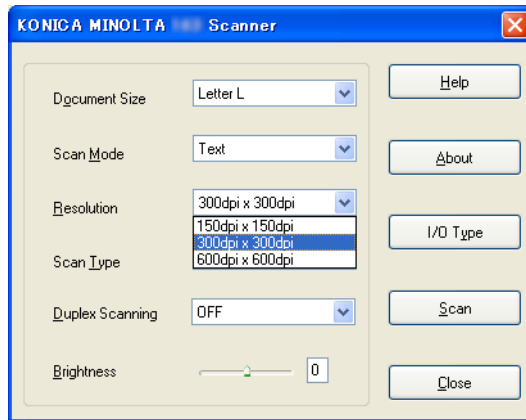 KONICA MINOLTA Scanner
Document Size
Letter L
Help
Scan Mode
Text
About
Resolution
300dpi x 300dpi
150dpi x 150dpi
300dpi x 300dpi
600dpi x 600dpi
I/O Type
Scan Type
Duplex Scanning
OFF
Scan
Brightness
0
Close